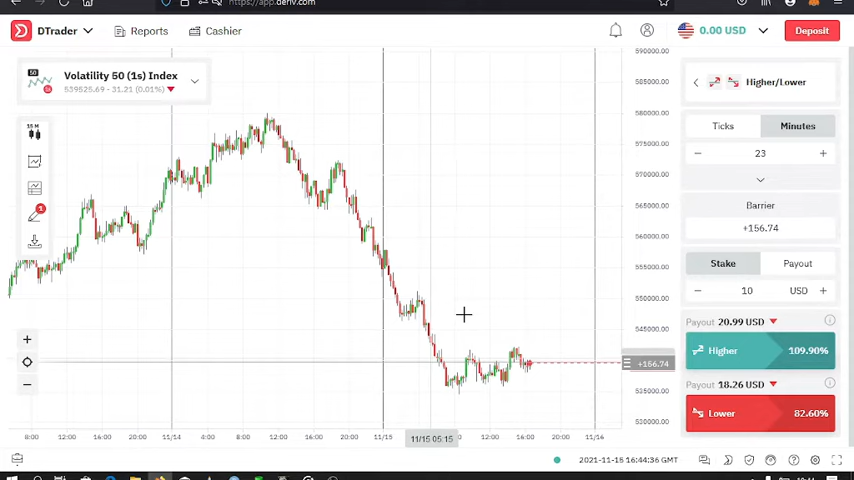 https://app.deriv.com
DTrader
Reports
Cashier
0.00 USD
Deposit
50
Volatility 50 (1s) Index
539525.69 - 31.21 (0.01%)
15 M
1
590000.00
585000.00
580000.00
575000.00
570000.00
565000.00
560000.00
555000.00
550000.00
545000.00
+156.74
535000.00
530000.00
8:00
12:00
16:00
20:00
11/14
4:00
8:00
12:00
16:00
20:00
11/15
11/15 05:15
12:00
16:00
20:00
11/16
Higher/Lower
Ticks
Minutes
− 23 +
Barrier
+156.74
Stake
Payout
− 10 USD +
Payout 20.99 USD
Higher 109.90%
Payout 18.26 USD
Lower 82.60%
2021-11-15 16:44:36 GMT